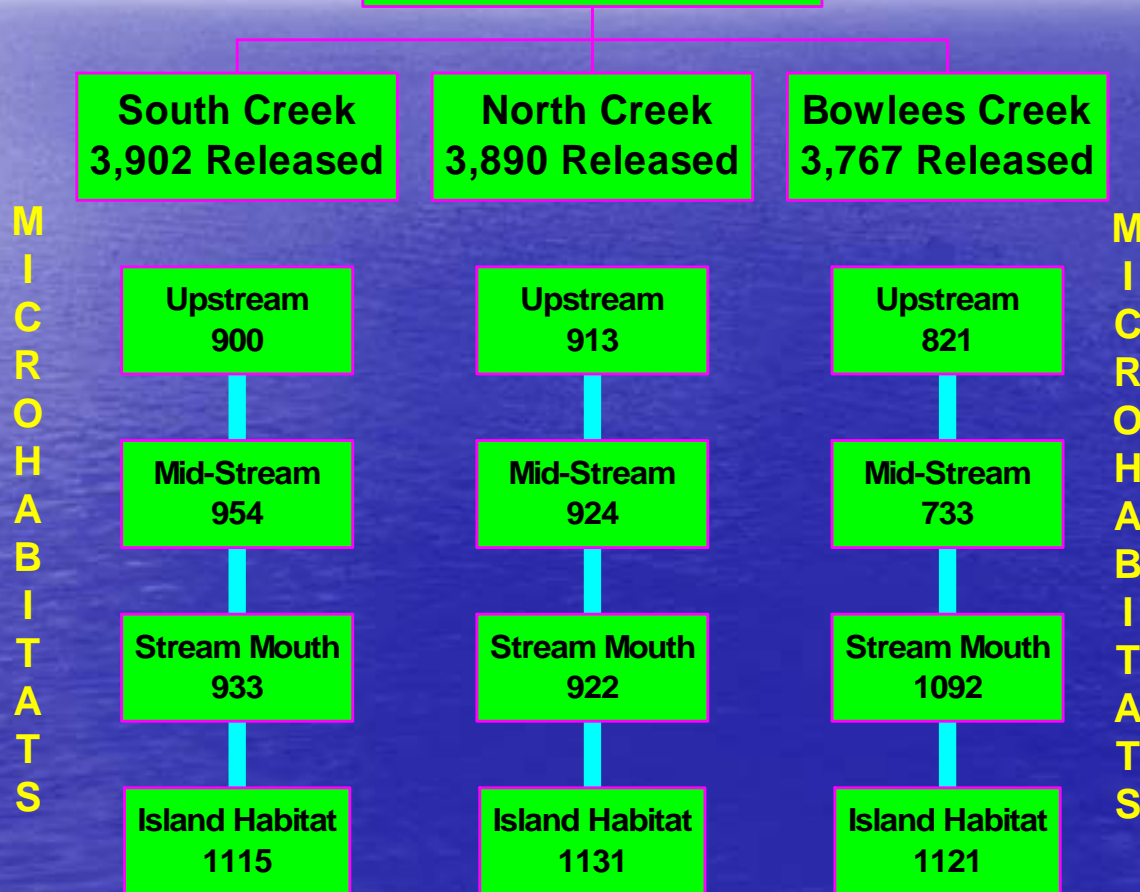 South Creek
3,902 Released
North Creek
3,890 Released
Bowlees Creek
3,767 Released
MICROHABITATS
Upstream
900
Upstream
913
Upstream
821
Mid-Stream
954
Mid-Stream
924
Mid-Stream
733
Stream Mouth
933
Stream Mouth
922
Stream Mouth
1092
Island Habitat
1115
Island Habitat
1131
Island Habitat
1121
MICROHABITATS